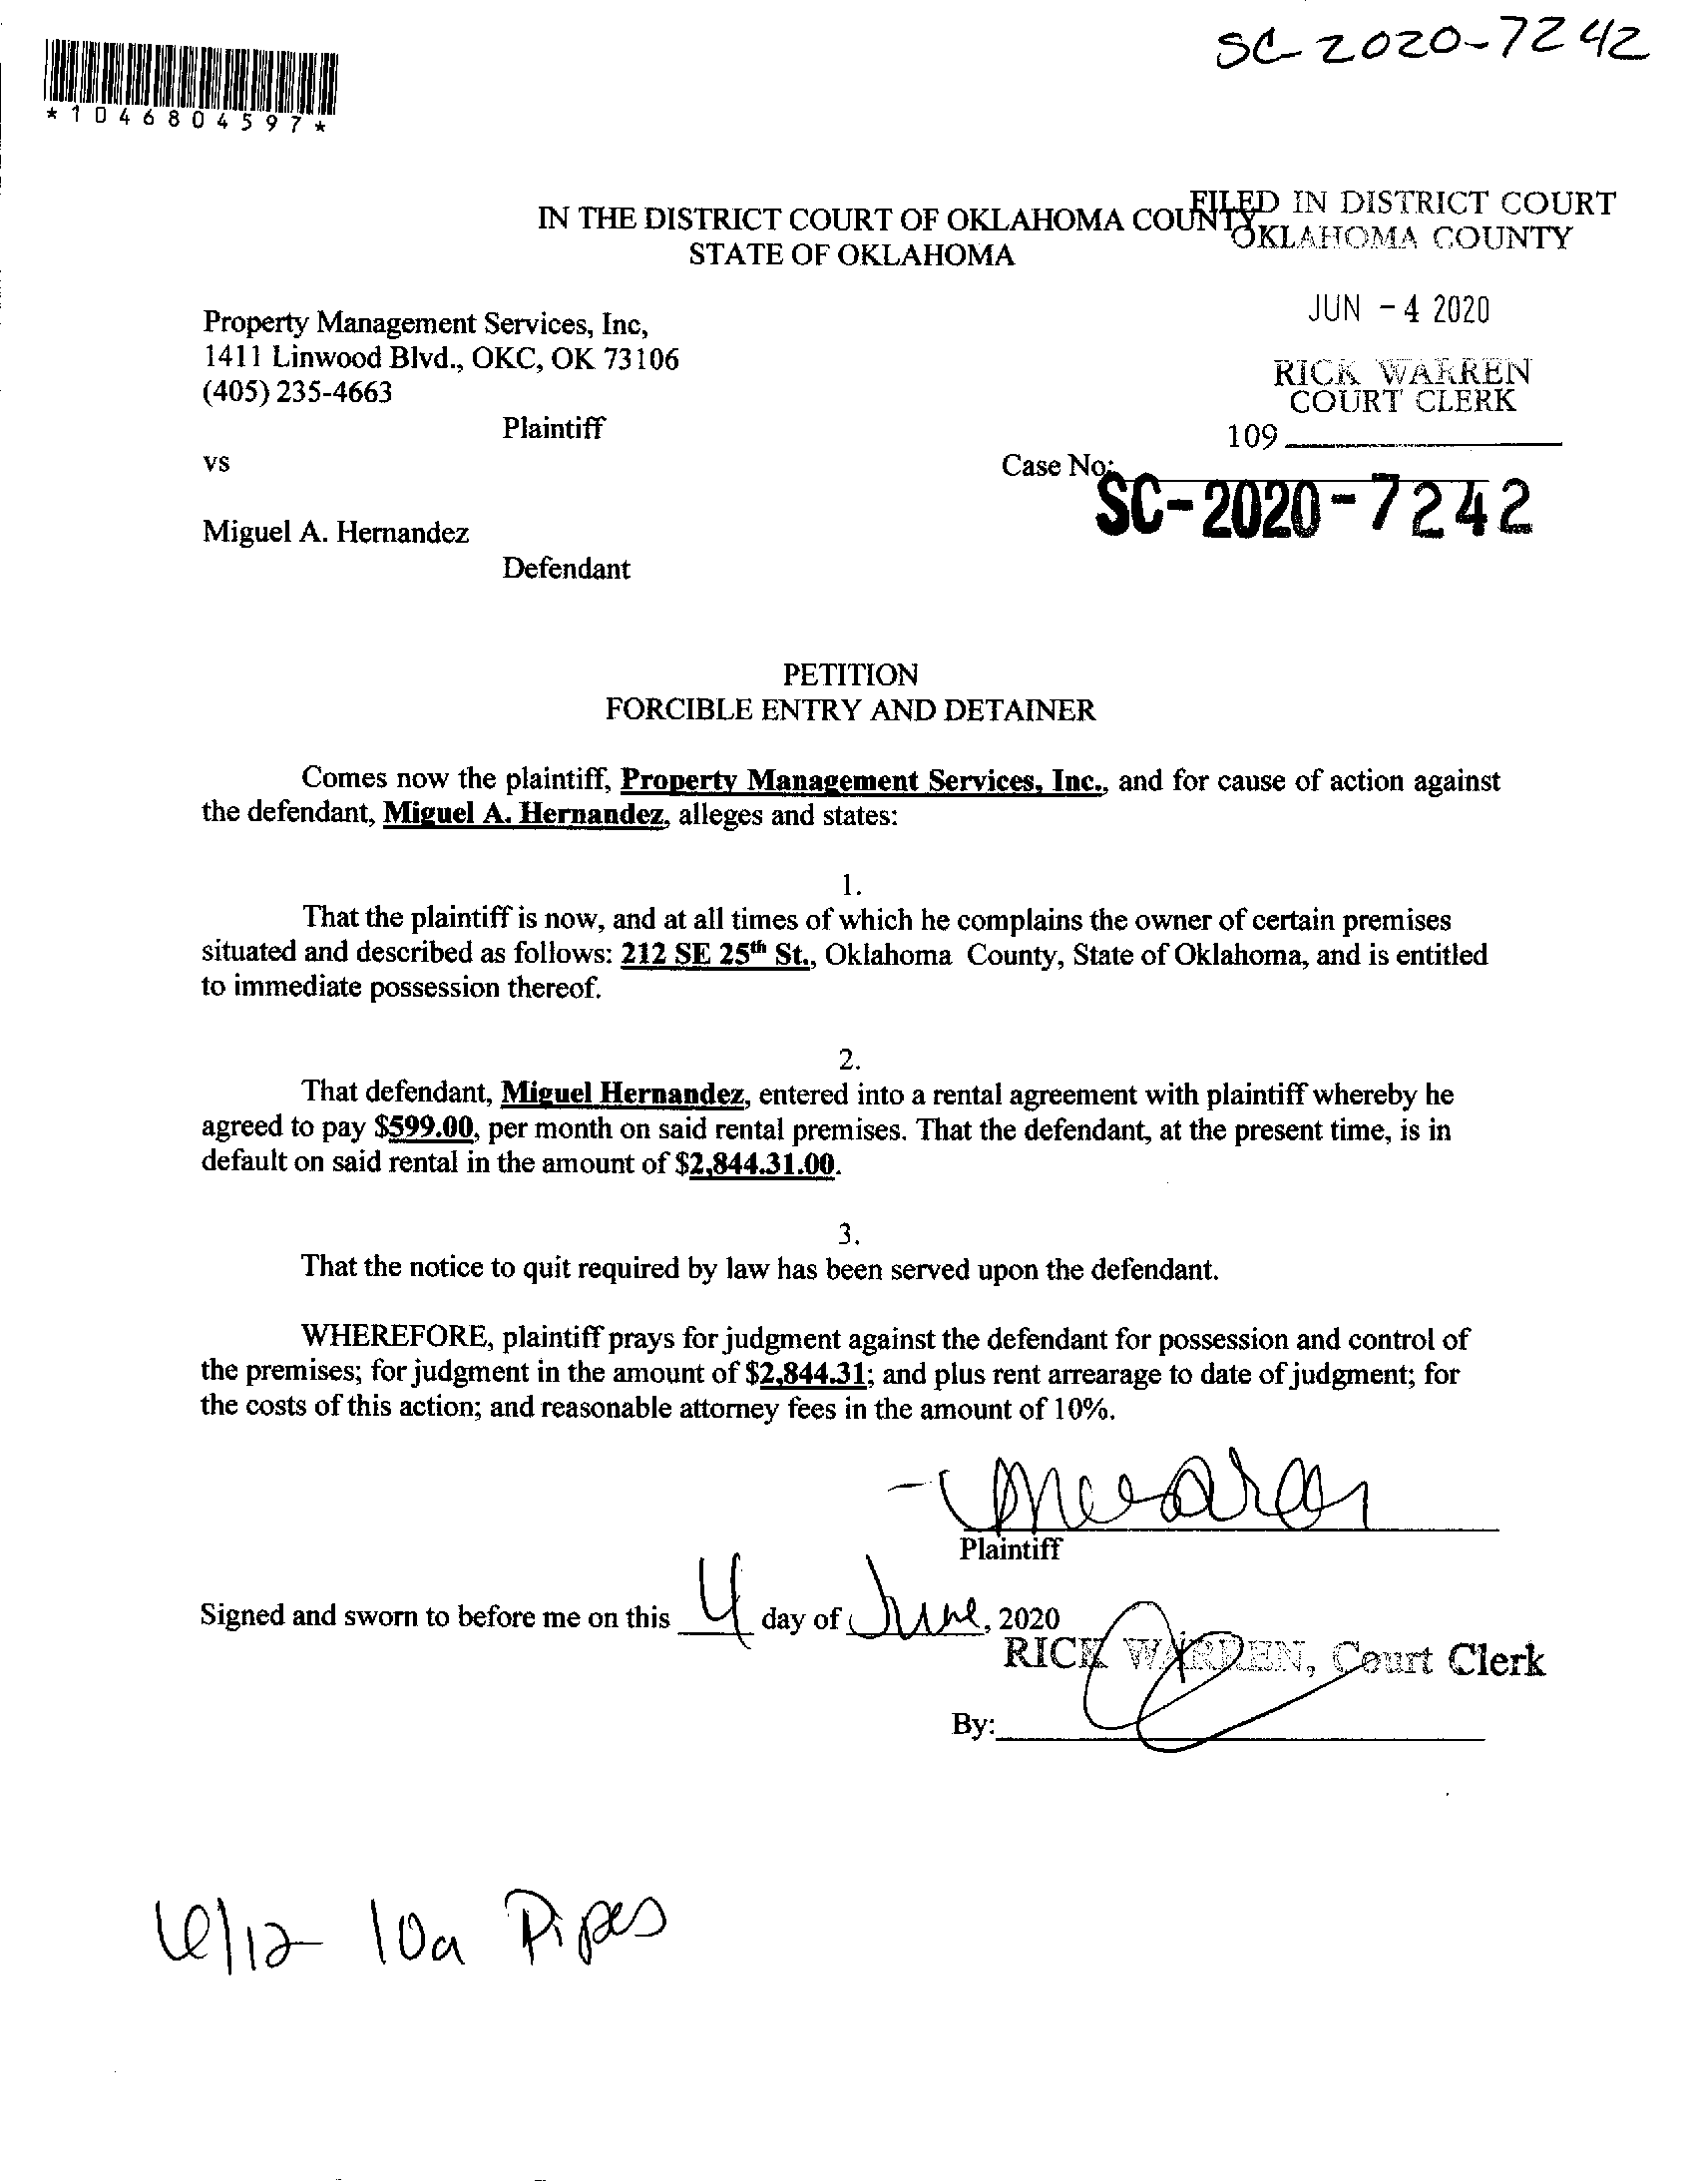 SC-2020-7242
*1046804597*
IN THE DISTRICT COURT OF OKLAHOMA COUNTY
STATE OF OKLAHOMA
FILED IN DISTRICT COURT
OKLAHOMA COUNTY
JUN - 4 2020
RICK WARREN
COURT CLERK
109
Property Management Services, Inc,
1411 Linwood Blvd., OKC, OK 73106
(405) 235-4663
Plaintiff
vs
Case No:
SC-2020-7242
Miguel A. Hernandez
Defendant
PETITION
FORCIBLE ENTRY AND DETAINER
Comes now the plaintiff, Property Management Services, Inc., and for cause of action against
the defendant, Miguel A. Hernandez, alleges and states:
1.
That the plaintiff is now, and at all times of which he complains the owner of certain premises
situated and described as follows: 212 SE 25th St., Oklahoma County, State of Oklahoma, and is entitled
to immediate possession thereof.
2.
That defendant, Miguel Hernandez, entered into a rental agreement with plaintiff whereby he
agreed to pay $599.00, per month on said rental premises. That the defendant, at the present time, is in
default on said rental in the amount of $2,844.31.00.
3.
That the notice to quit required by law has been served upon the defendant.
WHEREFORE, plaintiff prays for judgment against the defendant for possession and control of
the premises; for judgment in the amount of $2,844.31; and plus rent arrearage to date of judgment; for
the costs of this action; and reasonable attorney fees in the amount of 10%.
Plaintiff
Signed and sworn to before me on this 4 day of June, 2020
RICK WARREN, Court Clerk
By:
6/12 10a Pipes